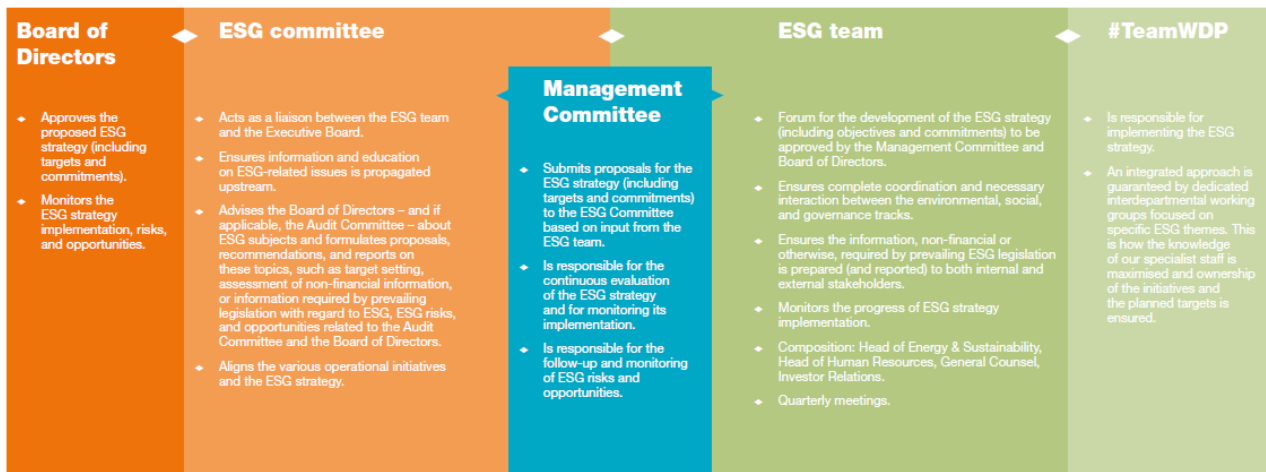 Board of
Directors
Approves the
proposed ESG
strategy (including
targets and
commitments).
Monitors the
ESG strategy
implementation, risks,
and opportunities.
ESG committee
Acts as a liaison between the ESG team
and the Executive Board.
Ensures information and education
on ESG-related issues is propagated
upstream.
Advises the Board of Directors – and if
applicable, the Audit Committee – about
ESG subjects and formulates proposals,
recommendations, and reports on
these topics, such as target setting,
assessment of non-financial information,
or information required by prevailing
legislation with regard to ESG, ESG risks,
and opportunities related to the Audit
Committee and the Board of Directors.
Aligns the various operational initiatives
and the ESG strategy.
Management
Committee
Submits proposals for the
ESG strategy (including
targets and commitments)
to the ESG Committee
based on input from the
ESG team.
Is responsible for the
continuous evaluation
of the ESG strategy
and for monitoring its
implementation.
Is responsible for the
follow-up and monitoring
of ESG risks and
opportunities.
ESG team
Forum for the development of the ESG strategy
(including objectives and commitments) to be
approved by the Management Committee and
Board of Directors.
Ensures complete coordination and necessary
interaction between the environmental, social,
and governance tracks.
Ensures the information, non-financial or
otherwise, required by prevailing ESG legislation
is prepared (and reported) to both internal and
external stakeholders.
Monitors the progress of ESG strategy
implementation.
Composition: Head of Energy & Sustainability,
Head of Human Resources, General Counsel,
Investor Relations.
Quarterly meetings.
#TeamWDP
Is responsible for
implementing the ESG
strategy.
An integrated approach is
guaranteed by dedicated
interdepartmental working
groups focused on
specific ESG themes. This
is how the knowledge
of our specialist staff is
maximised and ownership
of the initiatives and
the planned targets is
ensured.